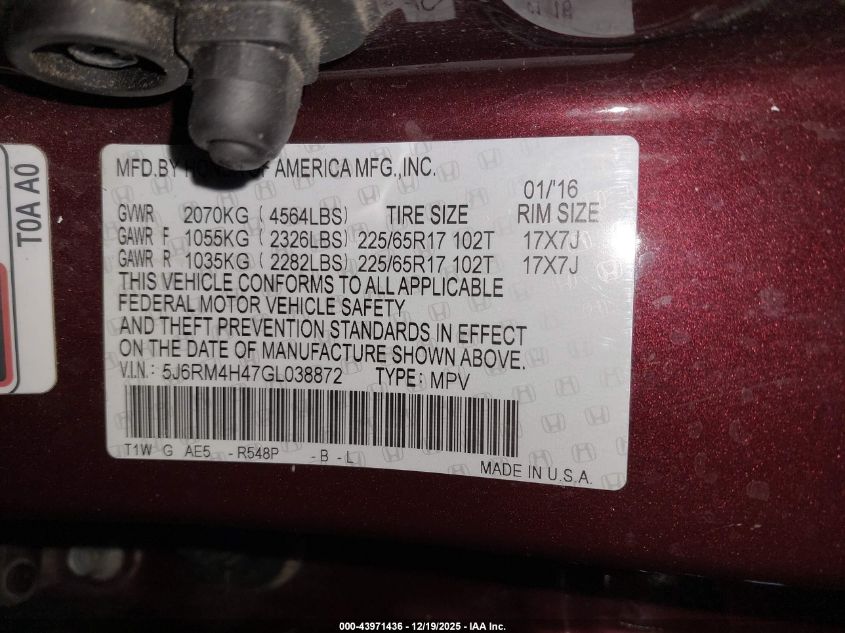 MFD.BY OF AMERICA MFG.,INC.
01/'16
GVWR 2070KG (4564LBS) TIRE SIZE RIM SIZE
GAWR F 1055KG (2326LBS) 225/65R17 102T 17X7J
GAWR R 1035KG (2282LBS) 225/65R17 102T 17X7J
THIS VEHICLE CONFORMS TO ALL APPLICABLE
FEDERAL MOTOR VEHICLE SAFETY
AND THEFT PREVENTION STANDARDS IN EFFECT
ON THE DATE OF MANUFACTURE SHOWN ABOVE.
V.I.N.: 5J6RM4H47GL038872 TYPE: MPV
T1W G AE5 -R548P -B -L
MADE IN U.S.A.
T0A A0
000-43971436 - 12/19/2025 - IAA Inc.